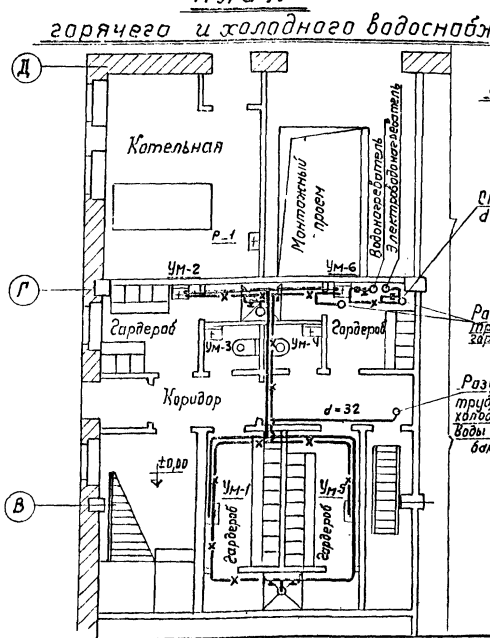 горячего и холодного водоснабж
Д
Котельная
Монтажный проем
Водонагреватель
Электроводонагреватель
Р-1
Ум-2
Ум-6
Г
Гардероб
Гардероб
Ум-3
Ум-4
Коридор
d=32
±0,00
В
Ум-1
Ум-5
Гардероб
Гардероб